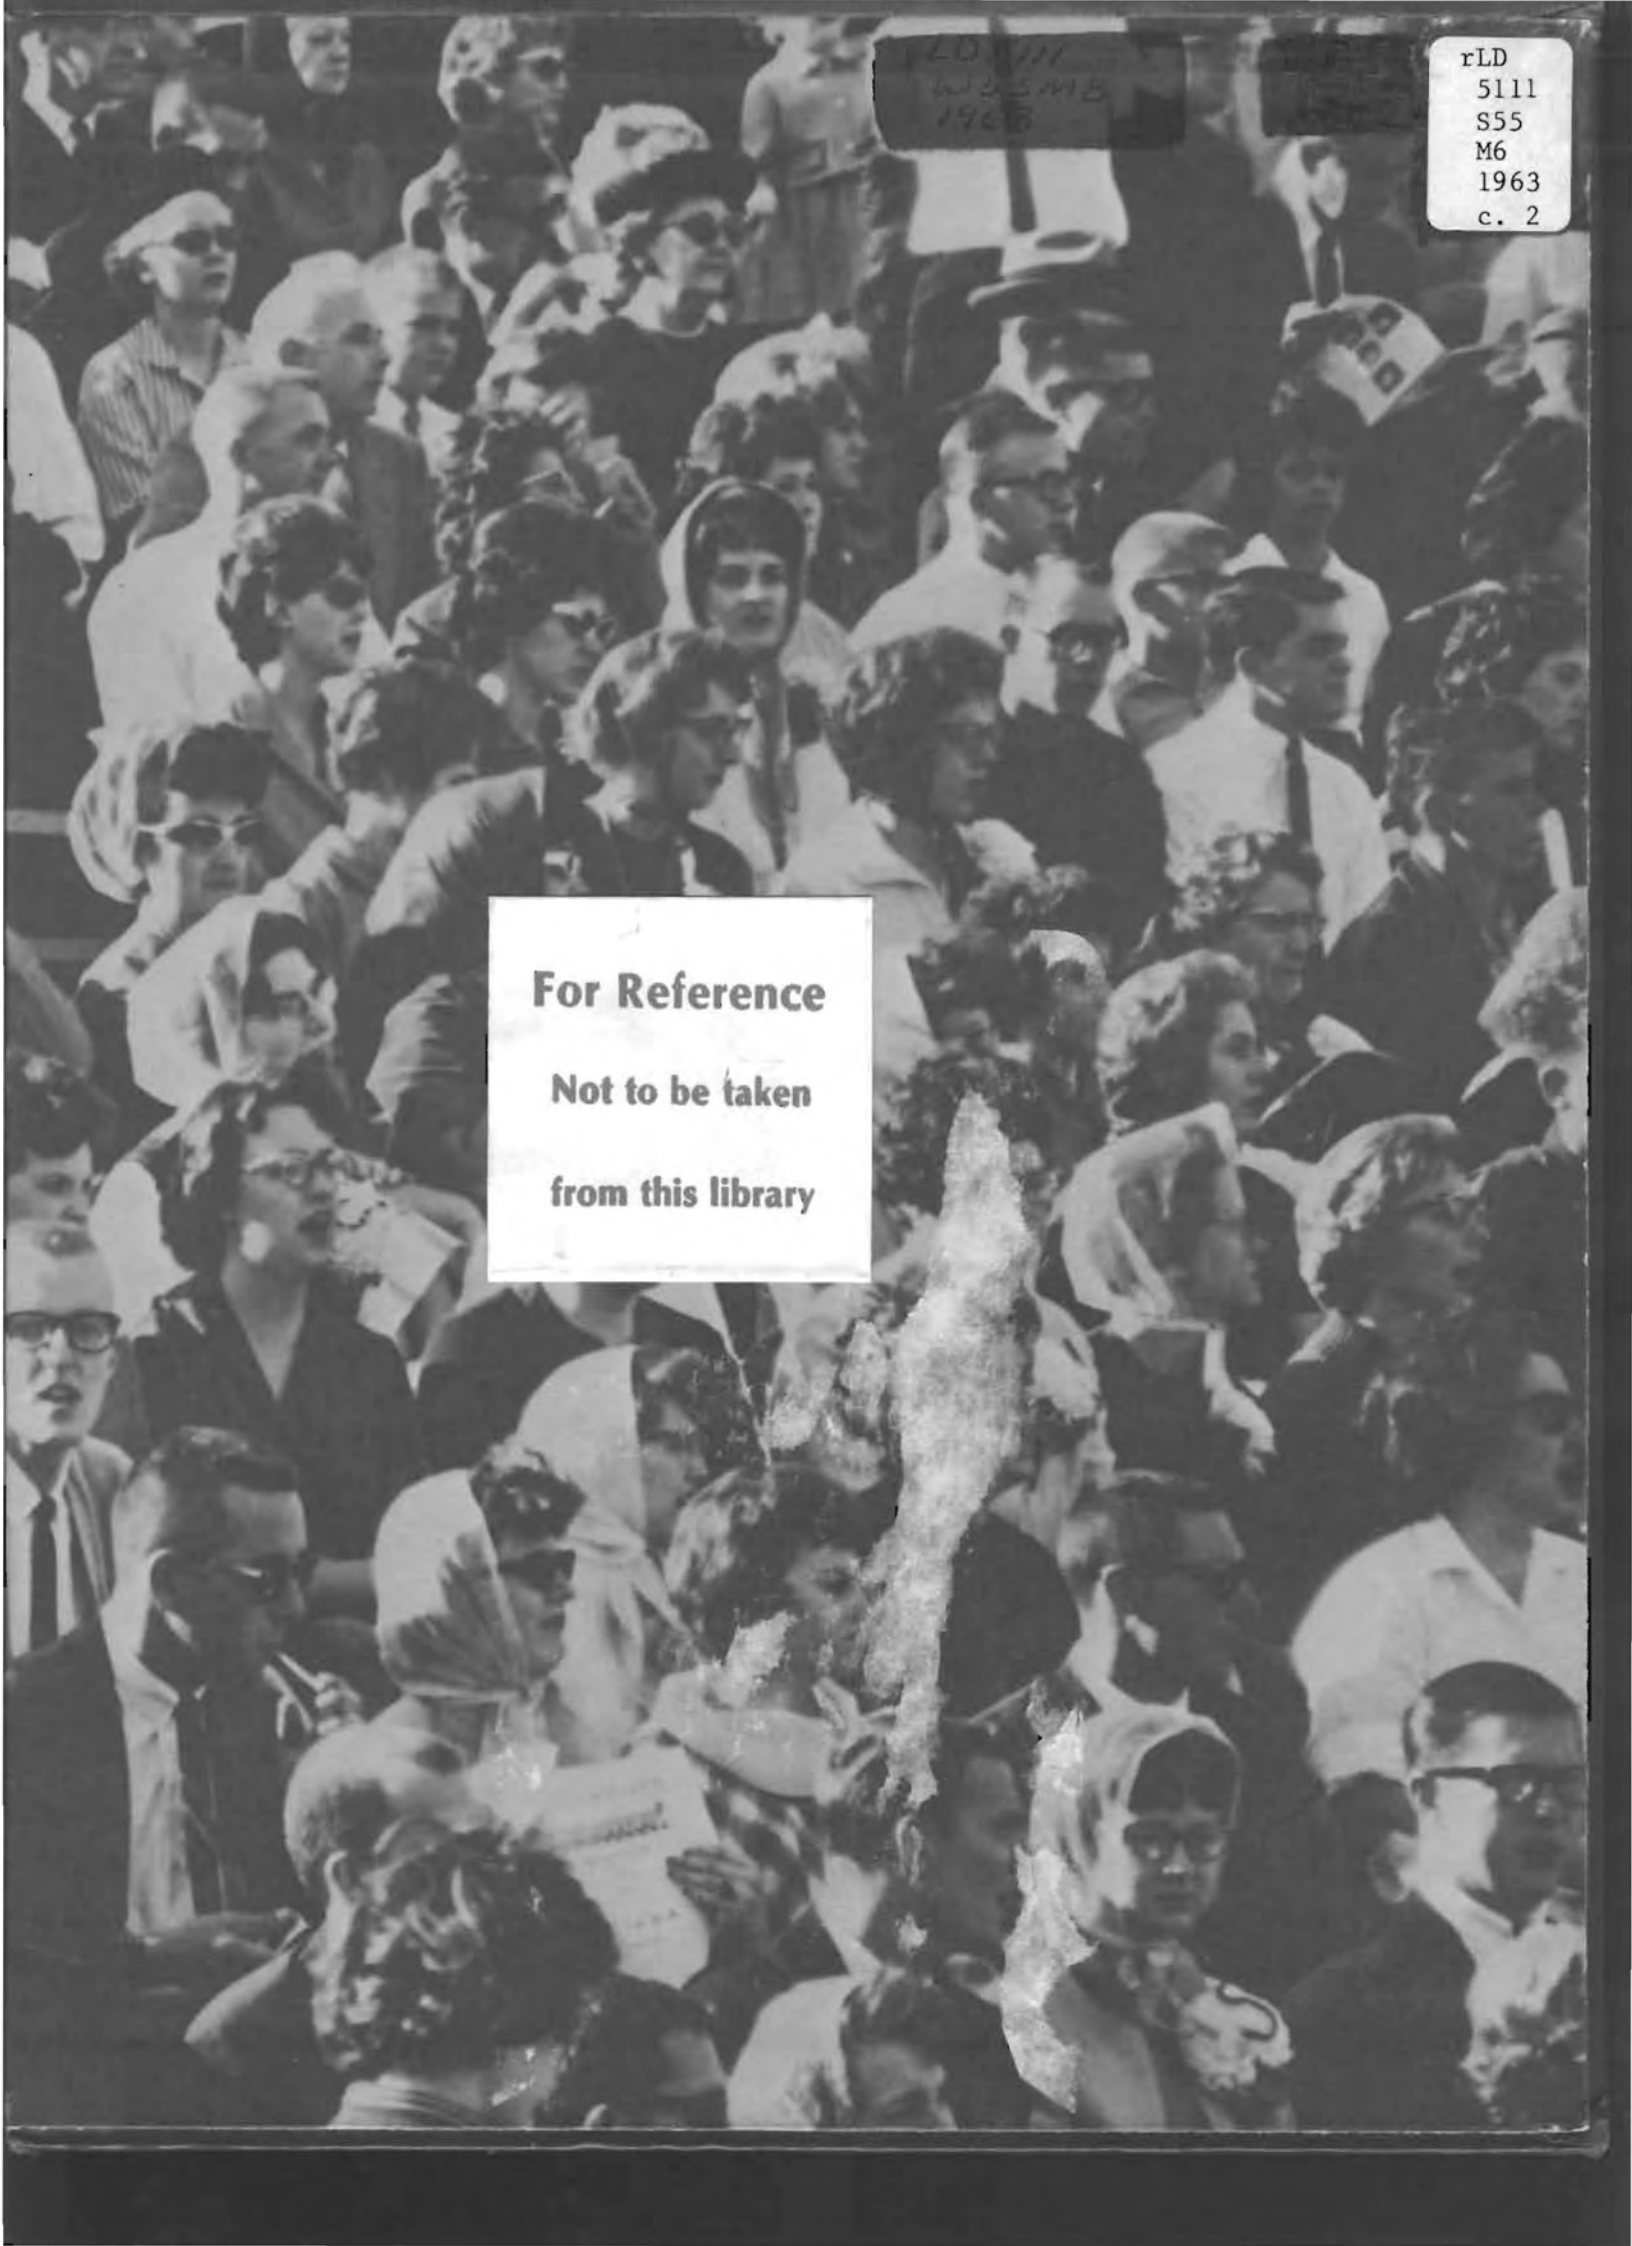 rLD
5111
S55
M6
1963
c. 2
For Reference
Not to be taken
from this library